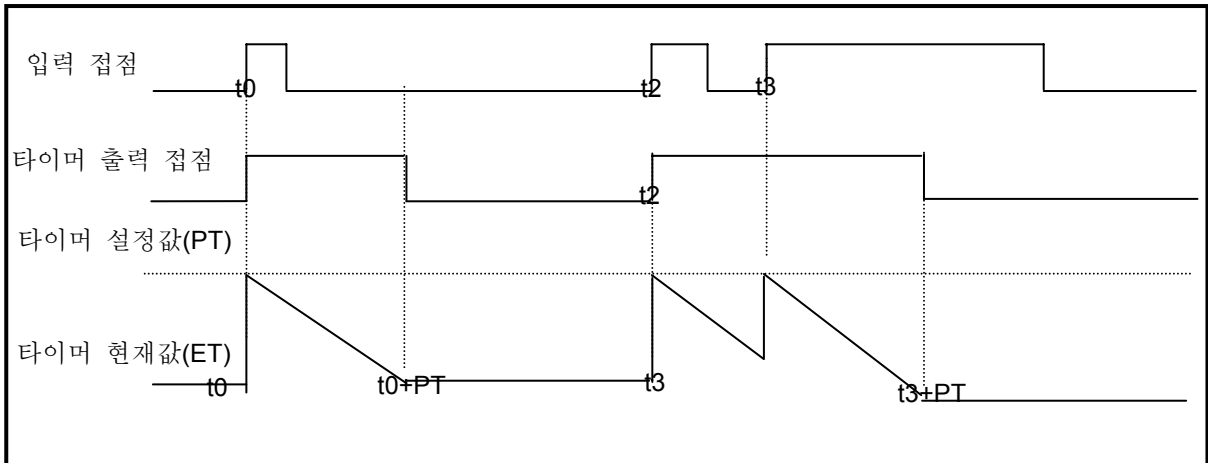 입력 접점
t0
t2
t3
타이머 출력 접점
t2
타이머 설정값(PT)
타이머 현재값(ET)
t0
t0+PT
t3
t3+PT